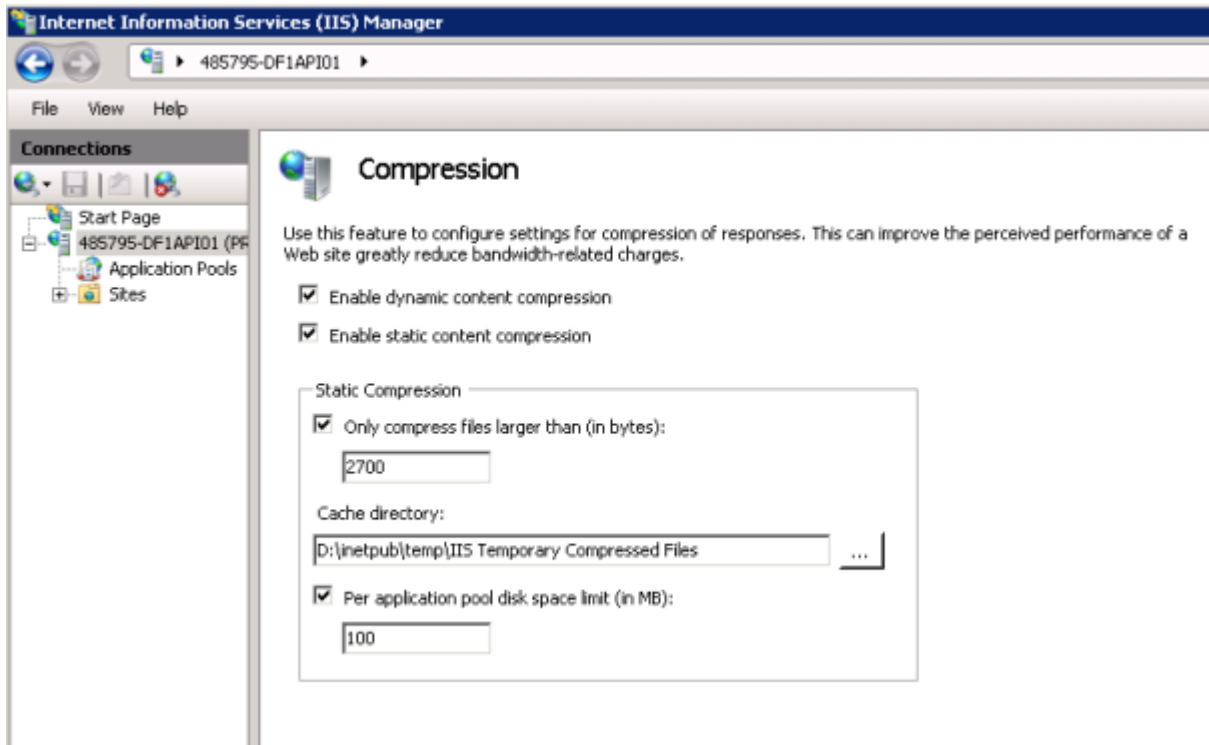 Internet Information Services (IIS) Manager
485795-DF1API01
File View Help
Connections
Start Page
485795-DF1API01 (PR
Application Pools
Sites
Compression
Use this feature to configure settings for compression of responses. This can improve the perceived performance of a
Web site greatly reduce bandwidth-related charges.
Enable dynamic content compression
Enable static content compression
Static Compression
Only compress files larger than (in bytes):
2700
Cache directory:
D:\inetpub\temp\IIS Temporary Compressed Files
...
Per application pool disk space limit (in MB):
100